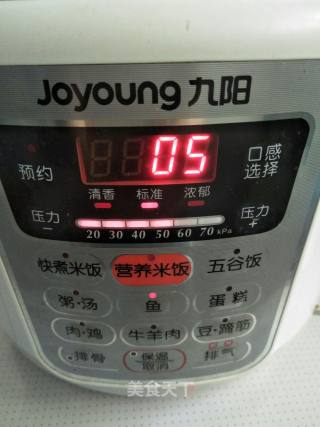 Joyoung 九阳
预约
05
口感
选择
清香 标准 浓郁
压力
−
20 30 40 50 60 70 kPa
压力
+
快煮米饭 营养米饭 五谷饭
粥·汤 鱼 蛋糕
肉·鸡 牛羊肉 豆·蹄筋
排骨 保温
取消 排气
美食天下